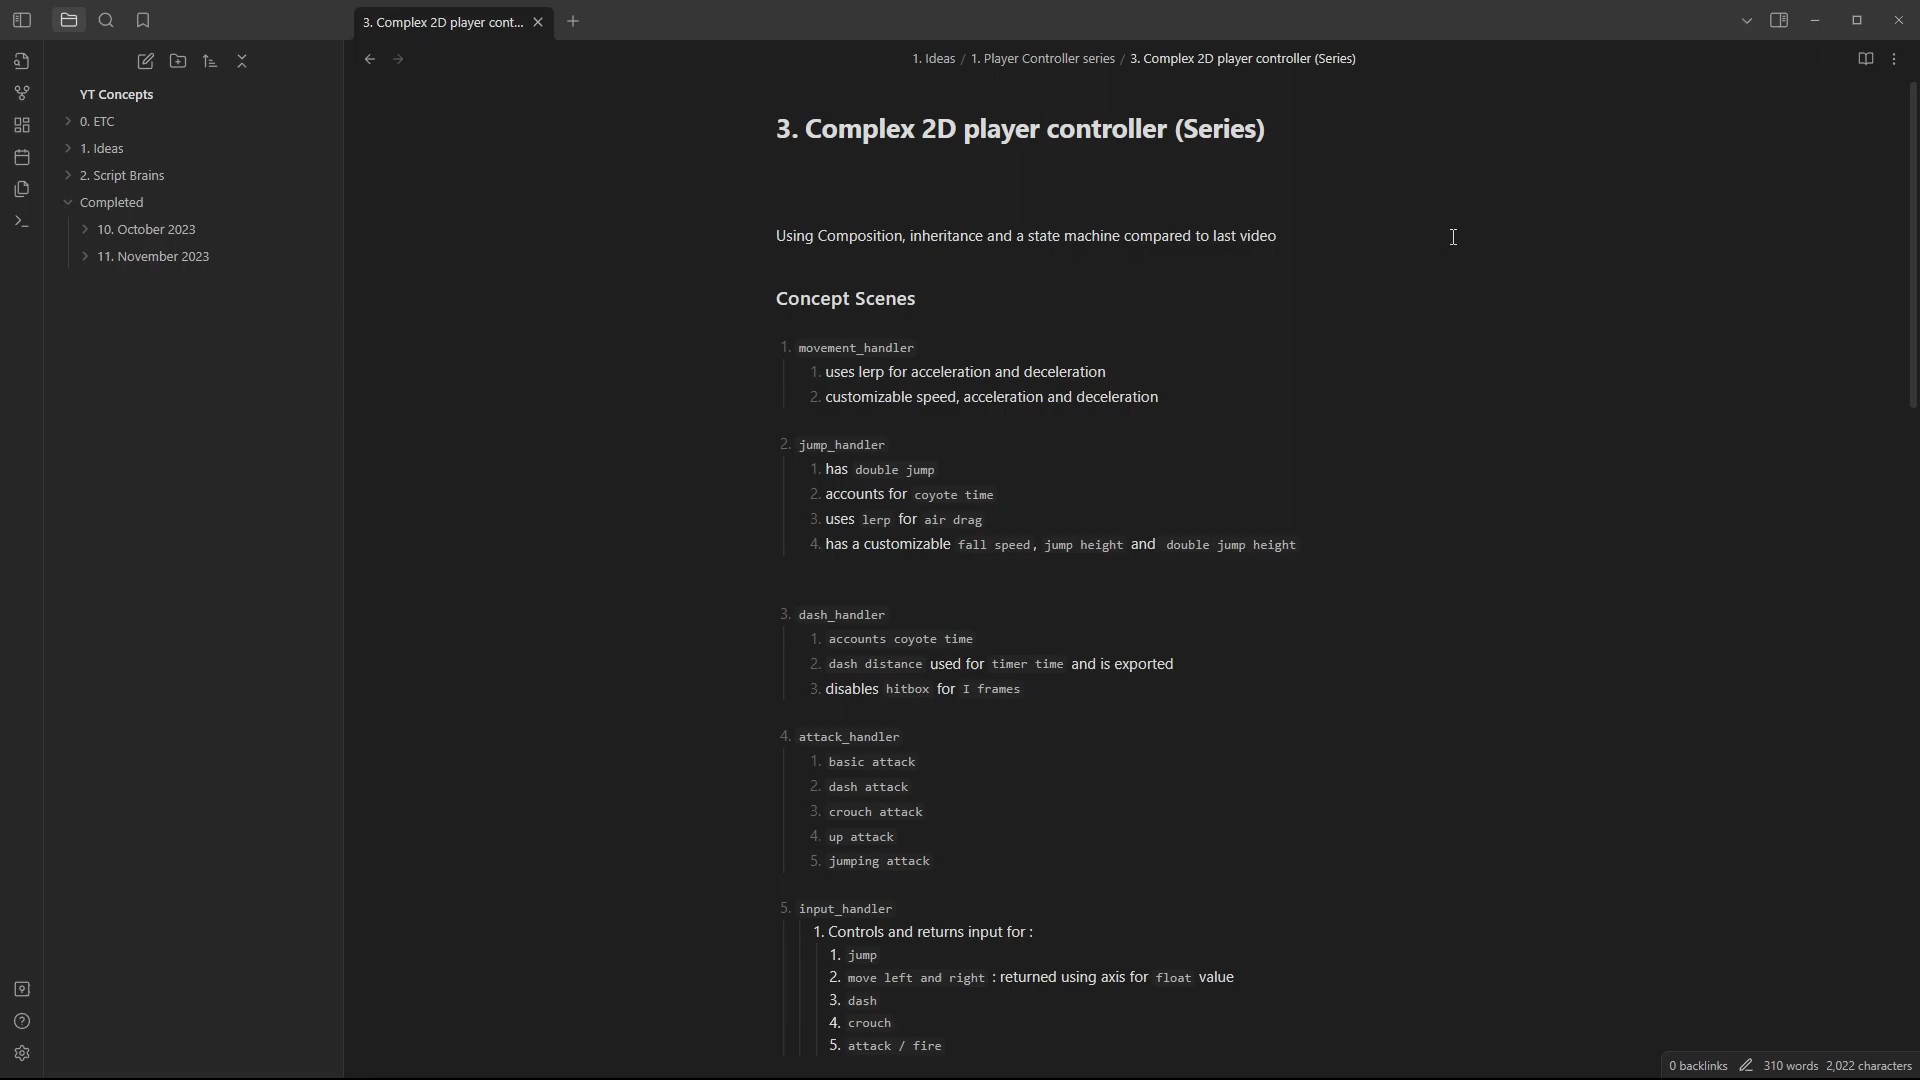 3. Complex 2D player cont...
1. Ideas / 1. Player Controller series / 3. Complex 2D player controller (Series)
YT Concepts
0. ETC
1. Ideas
2. Script Brains
Completed
10. October 2023
11. November 2023
3. Complex 2D player controller (Series)
Using Composition, inheritance and a state machine compared to last video
Concept Scenes
1. movement_handler
1. uses lerp for acceleration and deceleration
2. customizable speed, acceleration and deceleration
2. jump_handler
1. has double jump
2. accounts for coyote time
3. uses lerp for air drag
4. has a customizable fall speed, jump height and double jump height
3. dash_handler
1. accounts coyote time
2. dash distance used for timer time and is exported
3. disables hitbox for I frames
4. attack_handler
1. basic attack
2. dash attack
3. crouch attack
4. up attack
5. jumping attack
5. input_handler
1. Controls and returns input for :
1. jump
2. move left and right : returned using axis for float value
3. dash
4. crouch
5. attack / fire
0 backlinks 310 words 2,022 characters